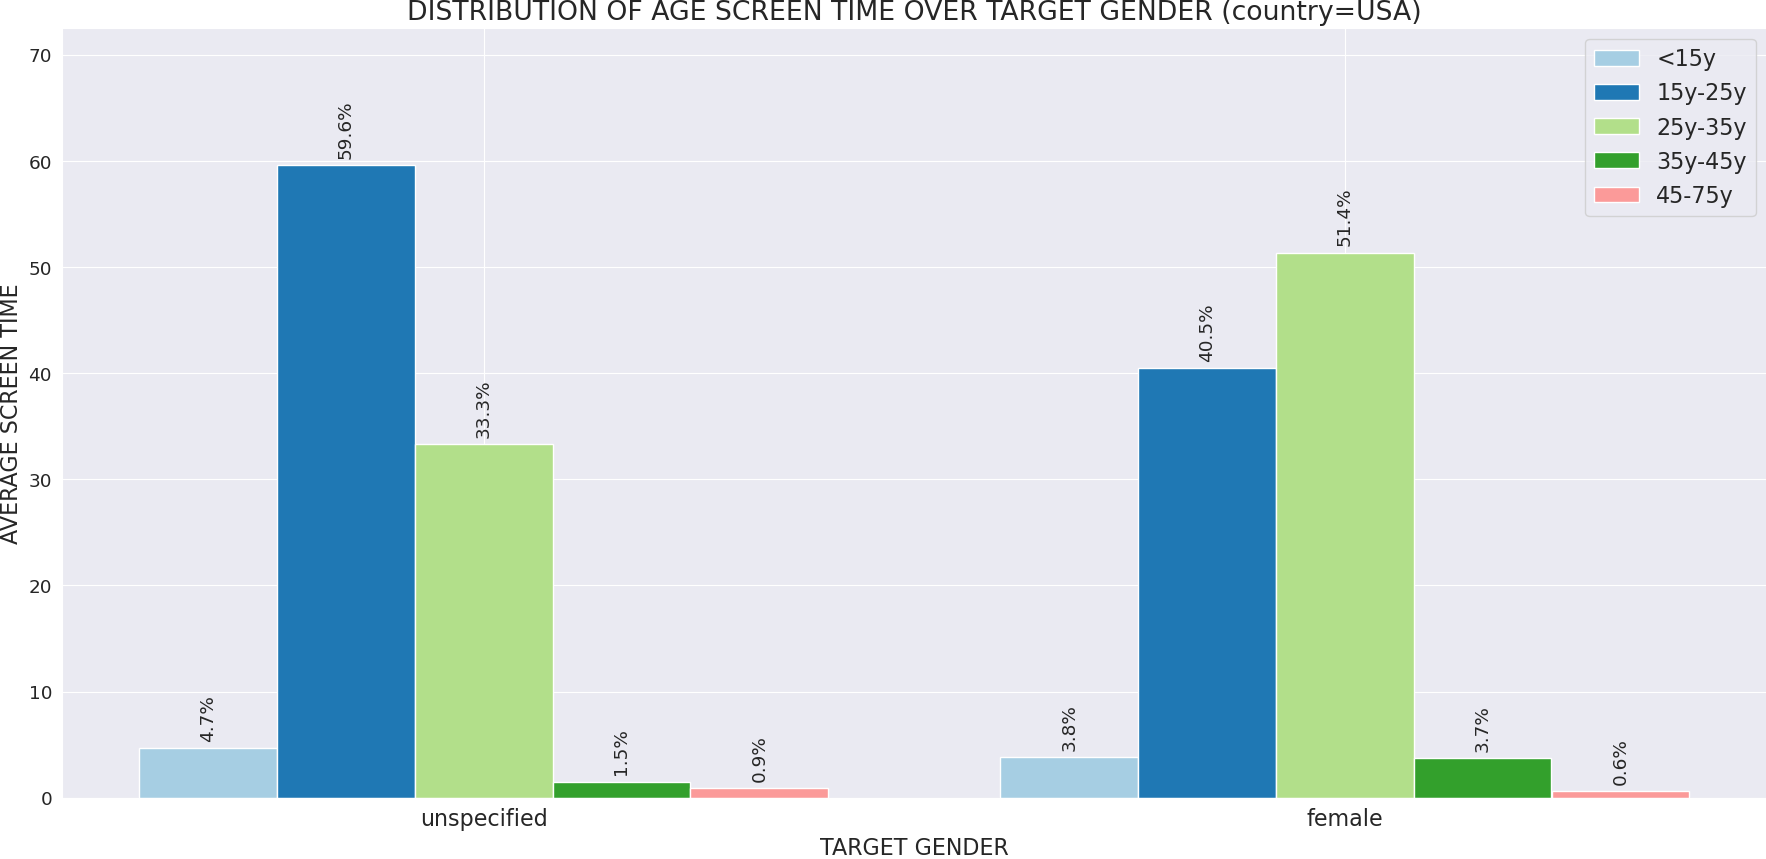 DISTRIBUTION OF AGE SCREEN TIME OVER TARGET GENDER (country=USA)
<15y
15y-25y
25y-35y
35y-45y
45-75y
AVERAGE SCREEN TIME
70
60
50
40
30
20
10
0
4.7%
59.6%
33.3%
1.5%
0.9%
3.8%
40.5%
51.4%
3.7%
0.6%
unspecified
female
TARGET GENDER